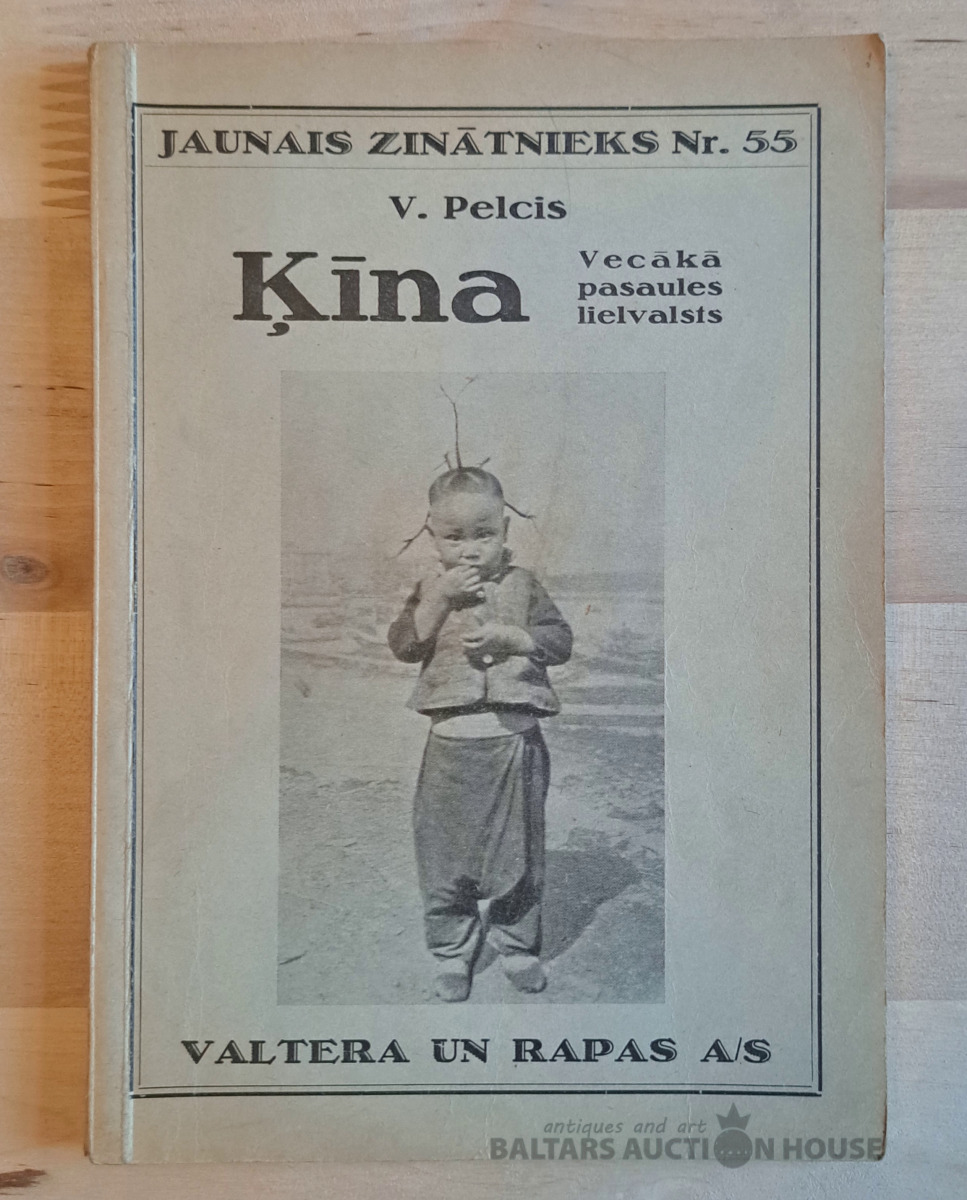 JAUNAIS ZINĀTNIEKS Nr. 55
V. Pelcis
Ķīna
Vecākā
pasaules
lielvalsts
VALTERA UN RAPAS A/S
antiques and art
BALTARS AUCTION HOUSE